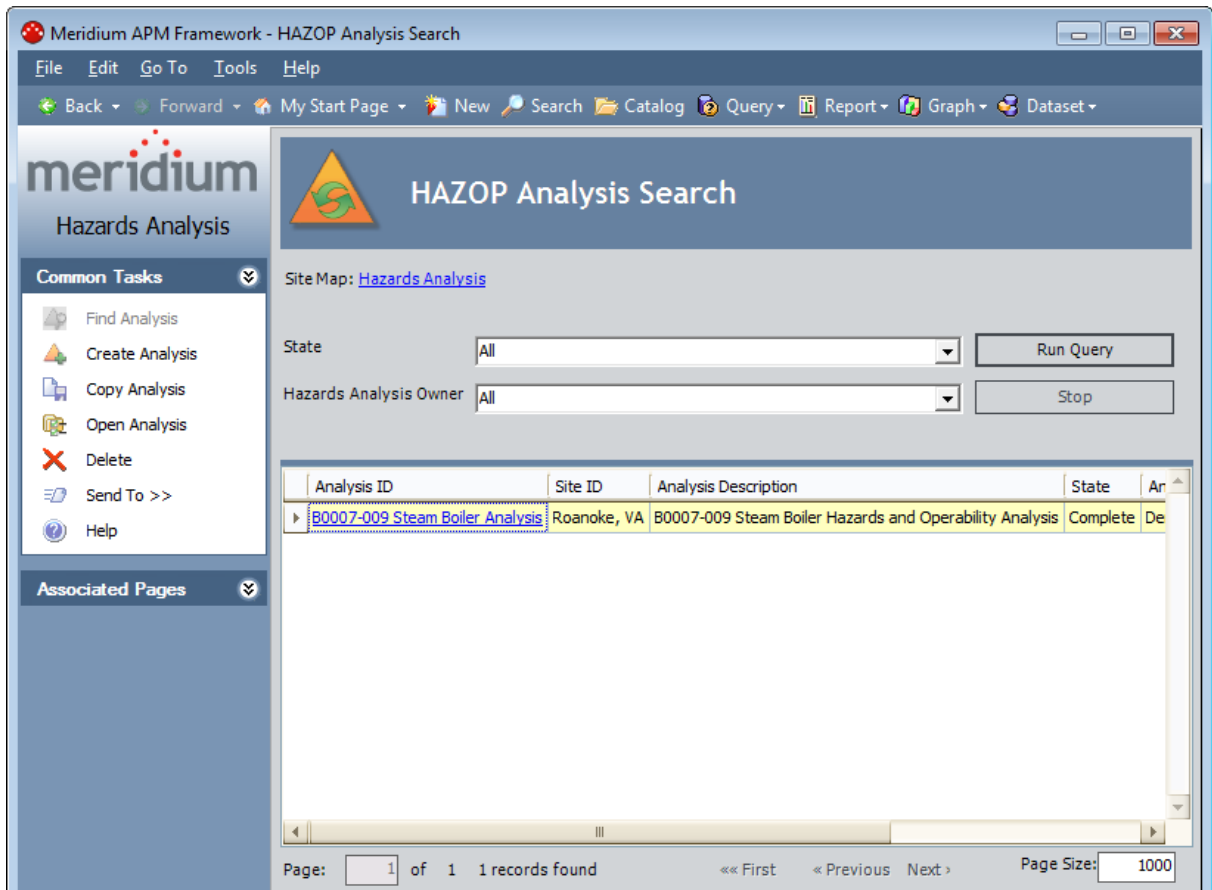 Meridium APM Framework - HAZOP Analysis Search
File Edit Go To Tools Help
Back Forward My Start Page New Search Catalog Query Report Graph Dataset
meridium
Hazards Analysis
HAZOP Analysis Search
Common Tasks
Find Analysis
Create Analysis
Copy Analysis
Open Analysis
Delete
Send To >>
Help
Associated Pages
Site Map: Hazards Analysis
State All Run Query
Hazards Analysis Owner All Stop
Analysis ID Site ID Analysis Description State An
B0007-009 Steam Boiler Analysis Roanoke, VA B0007-009 Steam Boiler Hazards and Operability Analysis Complete De
Page: 1 of 1 1 records found «« First « Previous Next › Page Size: 1000